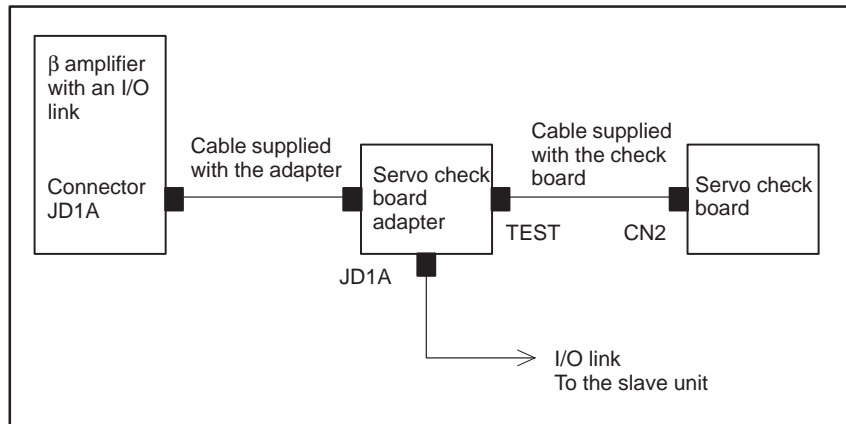 β amplifier
with an I/O
link
Connector
JD1A
Cable supplied
with the adapter
Servo check
board
adapter
JD1A
TEST
Cable supplied
with the check
board
CN2
Servo check
board
I/O link
To the slave unit